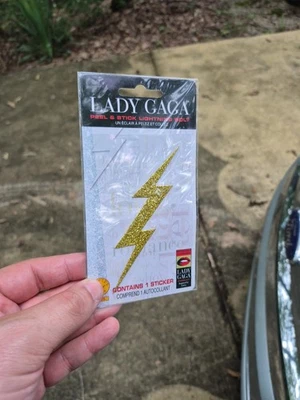 LADY GAGA
PEEL & STICK LIGHTNING BOLT
CONTAINS 1 STICKER
COMPREND 1 AUTOCOLLANT
LADY
GAGA